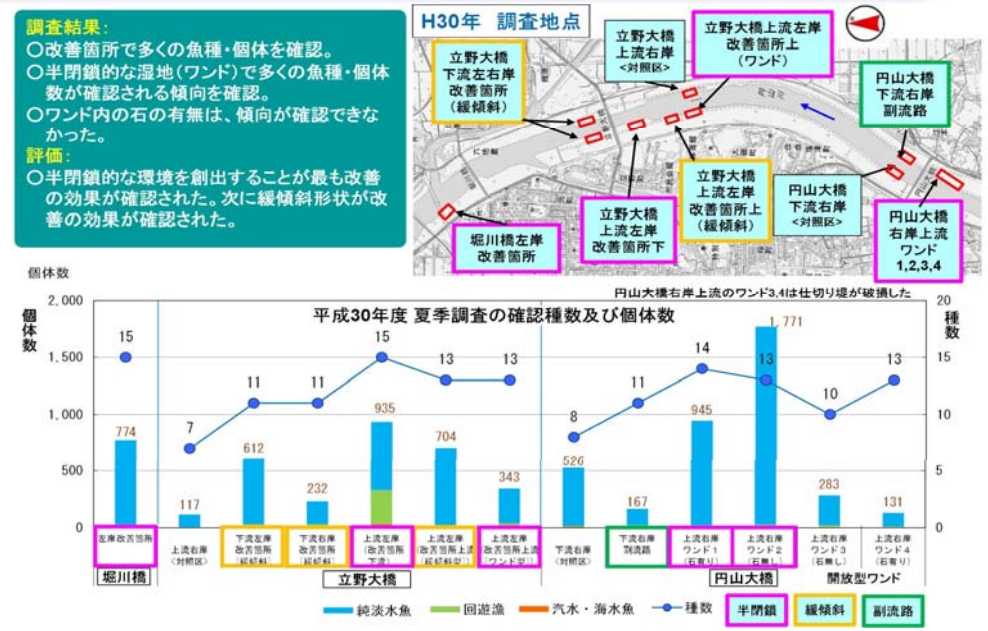 調査結果:
○改善箇所で多くの魚種・個体を確認。
○半閉鎖的な湿地(ワンド)で多くの魚種・個体
数が確認される傾向を確認。
○ワンド内の石の有無は、傾向が確認できな
かった。
評価:
○半閉鎖的な環境を創出することが最も改善
の効果が確認された。次に緩傾斜形状が改
善の効果が確認された。
H30年 調査地点
立野大橋
下流左右岸
改善箇所
(緩傾斜)
立野大橋
上流右岸
<対照区>
立野大橋上流左岸
改善箇所上
(ワンド)
円山大橋
下流右岸
副流路
堀川橋左岸
改善箇所
立野大橋
上流左岸
改善箇所下
立野大橋
上流左岸
改善箇所上
(緩傾斜)
円山大橋
下流右岸
<対照区>
円山大橋
右岸上流
ワンド
1,2,3,4
円山川
円山大橋右岸上流のワンド3,4は仕切り堤が破損した
平成30年度 夏季調査の確認種数及び個体数
個体数
個体数
種数
2,000
1,500
1,000
500
0
20
15
10
5
0
15
7
11
11
15
13
13
8
11
14
13
10
13
774
117
612
232
935
704
343
526
167
945
1,771
283
131
左岸改善箇所
上流右岸
<対照区>
下流左岸
改善箇所
(緩傾斜)
下流右岸
改善箇所
(緩傾斜)
上流左岸
(改善箇所
下流)
上流左岸
(改善箇所上流
(緩傾斜型))
上流左岸
(改善箇所上流
(ワンド型))
下流右岸
<対照区>
下流右岸
副流路
上流右岸
ワンド1
(石有り)
上流右岸
ワンド2
(石無し)
上流右岸
ワンド3
(石無し)
上流右岸
ワンド4
(石有り)
堀川橋
立野大橋
円山大橋
開放型ワンド
純淡水魚
回遊漁
汽水・海水魚
種数
半閉鎖
緩傾斜
副流路